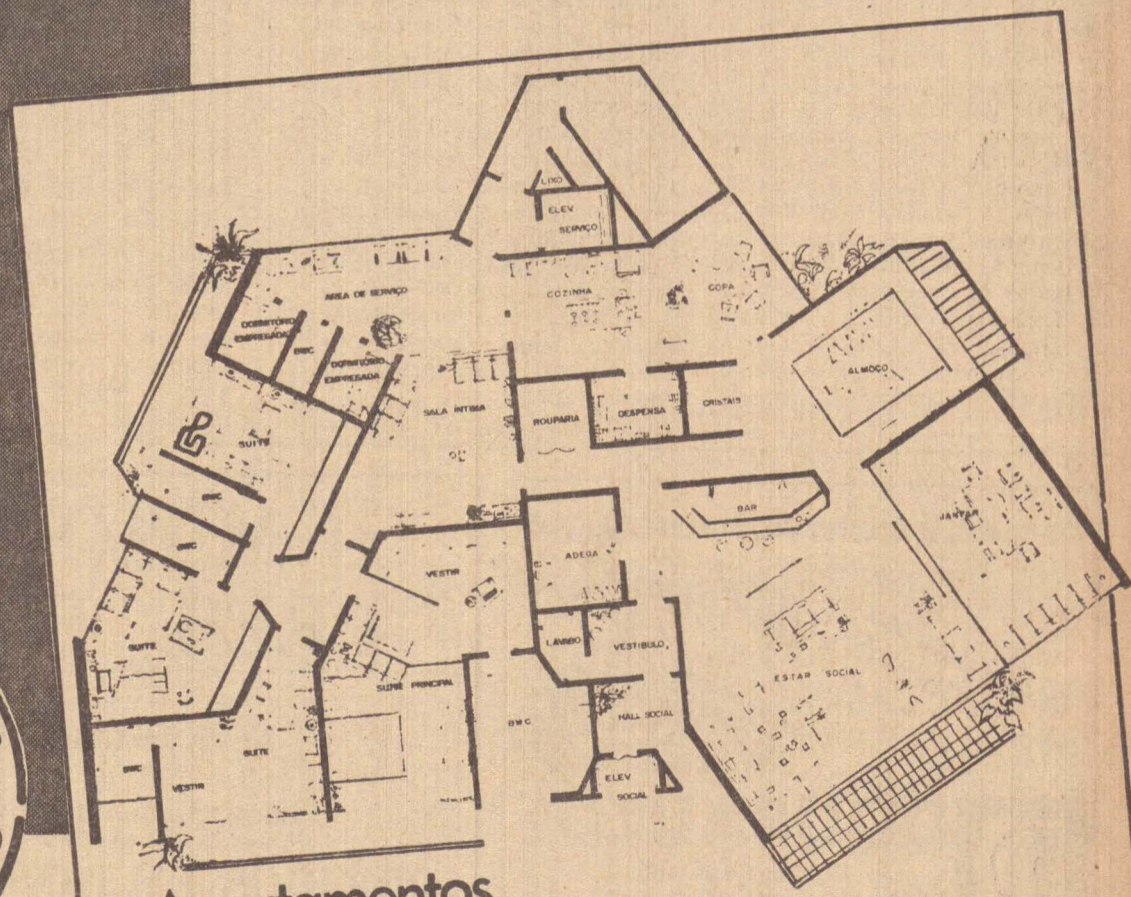 LIXO
ELEV.
SERVIÇO
ÁREA DE SERVIÇO
COZINHA
COPA
DORMITÓRIO
EMPREGADA
BWC
DORMITÓRIO
EMPREGADA
ALMOÇO
SALA ÍNTIMA
ROUPARIA
DESPENSA
CRISTAIS
SUITE
BWC
BAR
JANTAR
BWC
VESTIR
ADEGA
SUITE
LAVABO
VESTIBULO
ESTAR SOCIAL
SUITE PRINCIPAL
HALL SOCIAL
BWC
SUITE
BWC
VESTIR
ELEV
SOCIAL